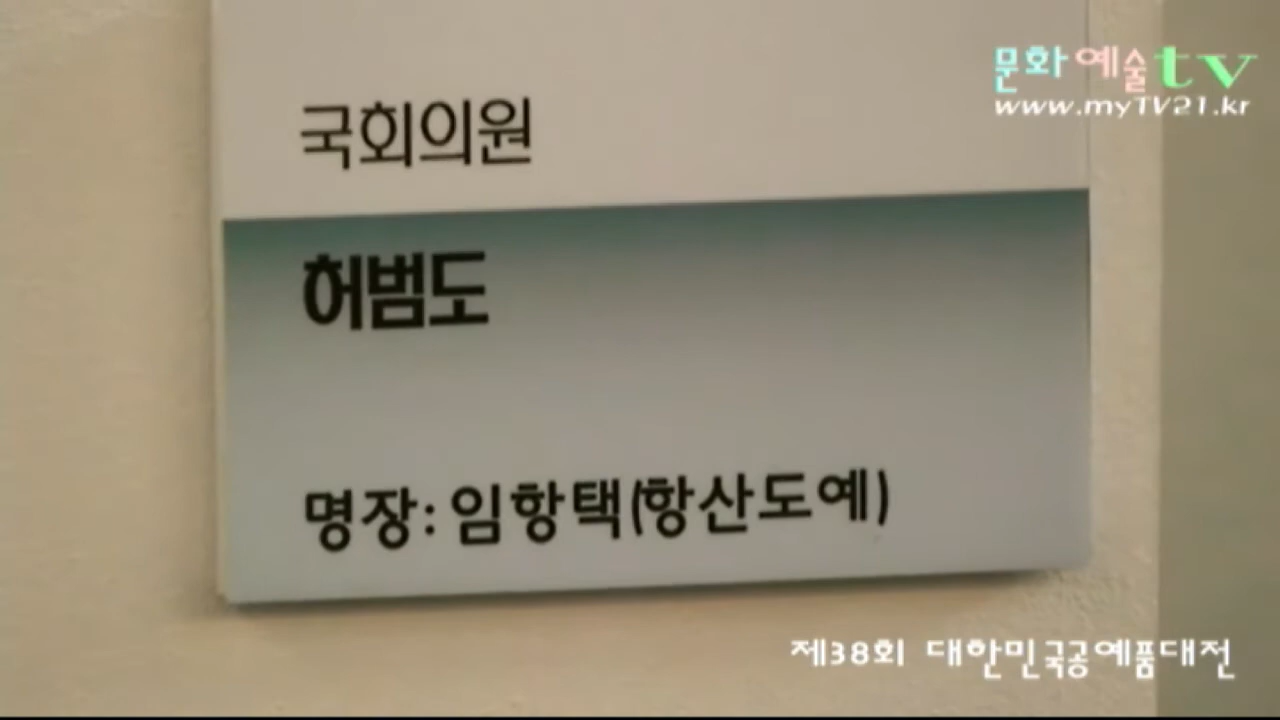 문화예술tv
www.myTV21.kr
국회의원
허범도
명장: 임항택(항산도예)
제38회 대한민국공예품대전